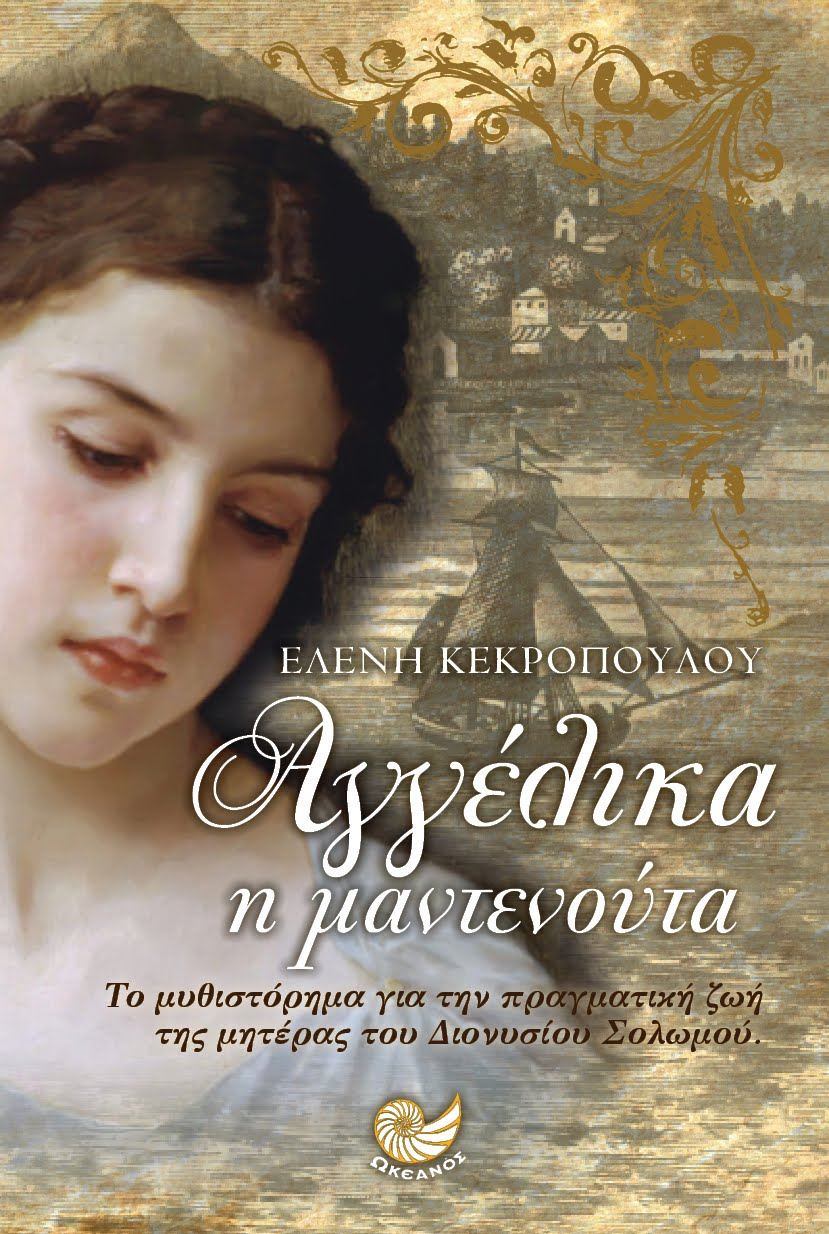 ΕΛΕΝΗ ΚΕΚΡΟΠΟΥΛΟΥ
Αγγέλικα
η μαντενούτα
Το μυθιστόρημα για την πραγματική ζωή
της μητέρας του Διονυσίου Σολωμού.
ΩΚΕΑΝΟΣ